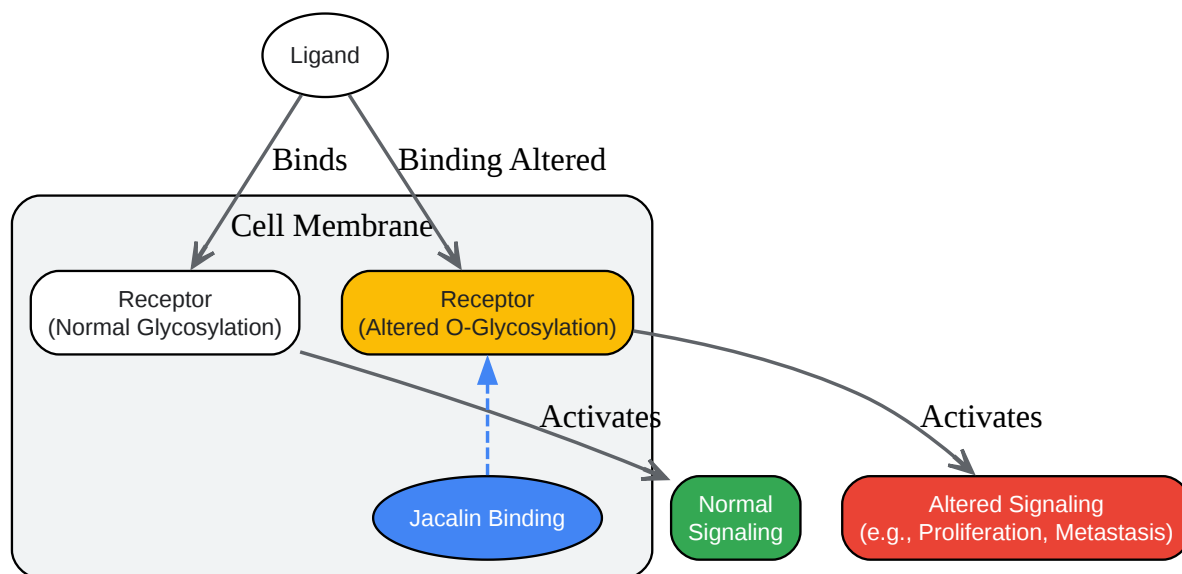 Ligand
Binds
Binding Altered
Cell Membrane
Receptor
(Normal Glycosylation)
Receptor
(Altered O-Glycosylation)
Activates
Activates
Jacalin Binding
Normal
Signaling
Altered Signaling
(e.g., Proliferation, Metastasis)